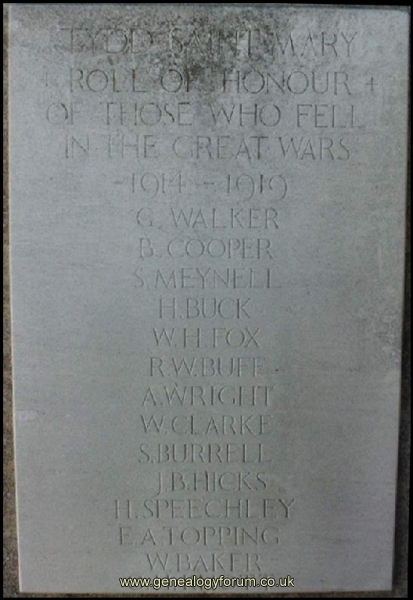 TYDD SAINT MARY
ROLL OF HONOUR +
OF THOSE WHO FELL
IN THE GREAT WARS
-1914-1919
G. WALKER
B. COOPER
S. MEYNELL
H. BUCK
W. H. FOX
R. W. BUFF
A. WRIGHT
W. CLARKE
S. BURRELL
J. B. HICKS
H. SPEECHLEY
E A TOPPING
W. BAKER
www.genealogyforum.co.uk